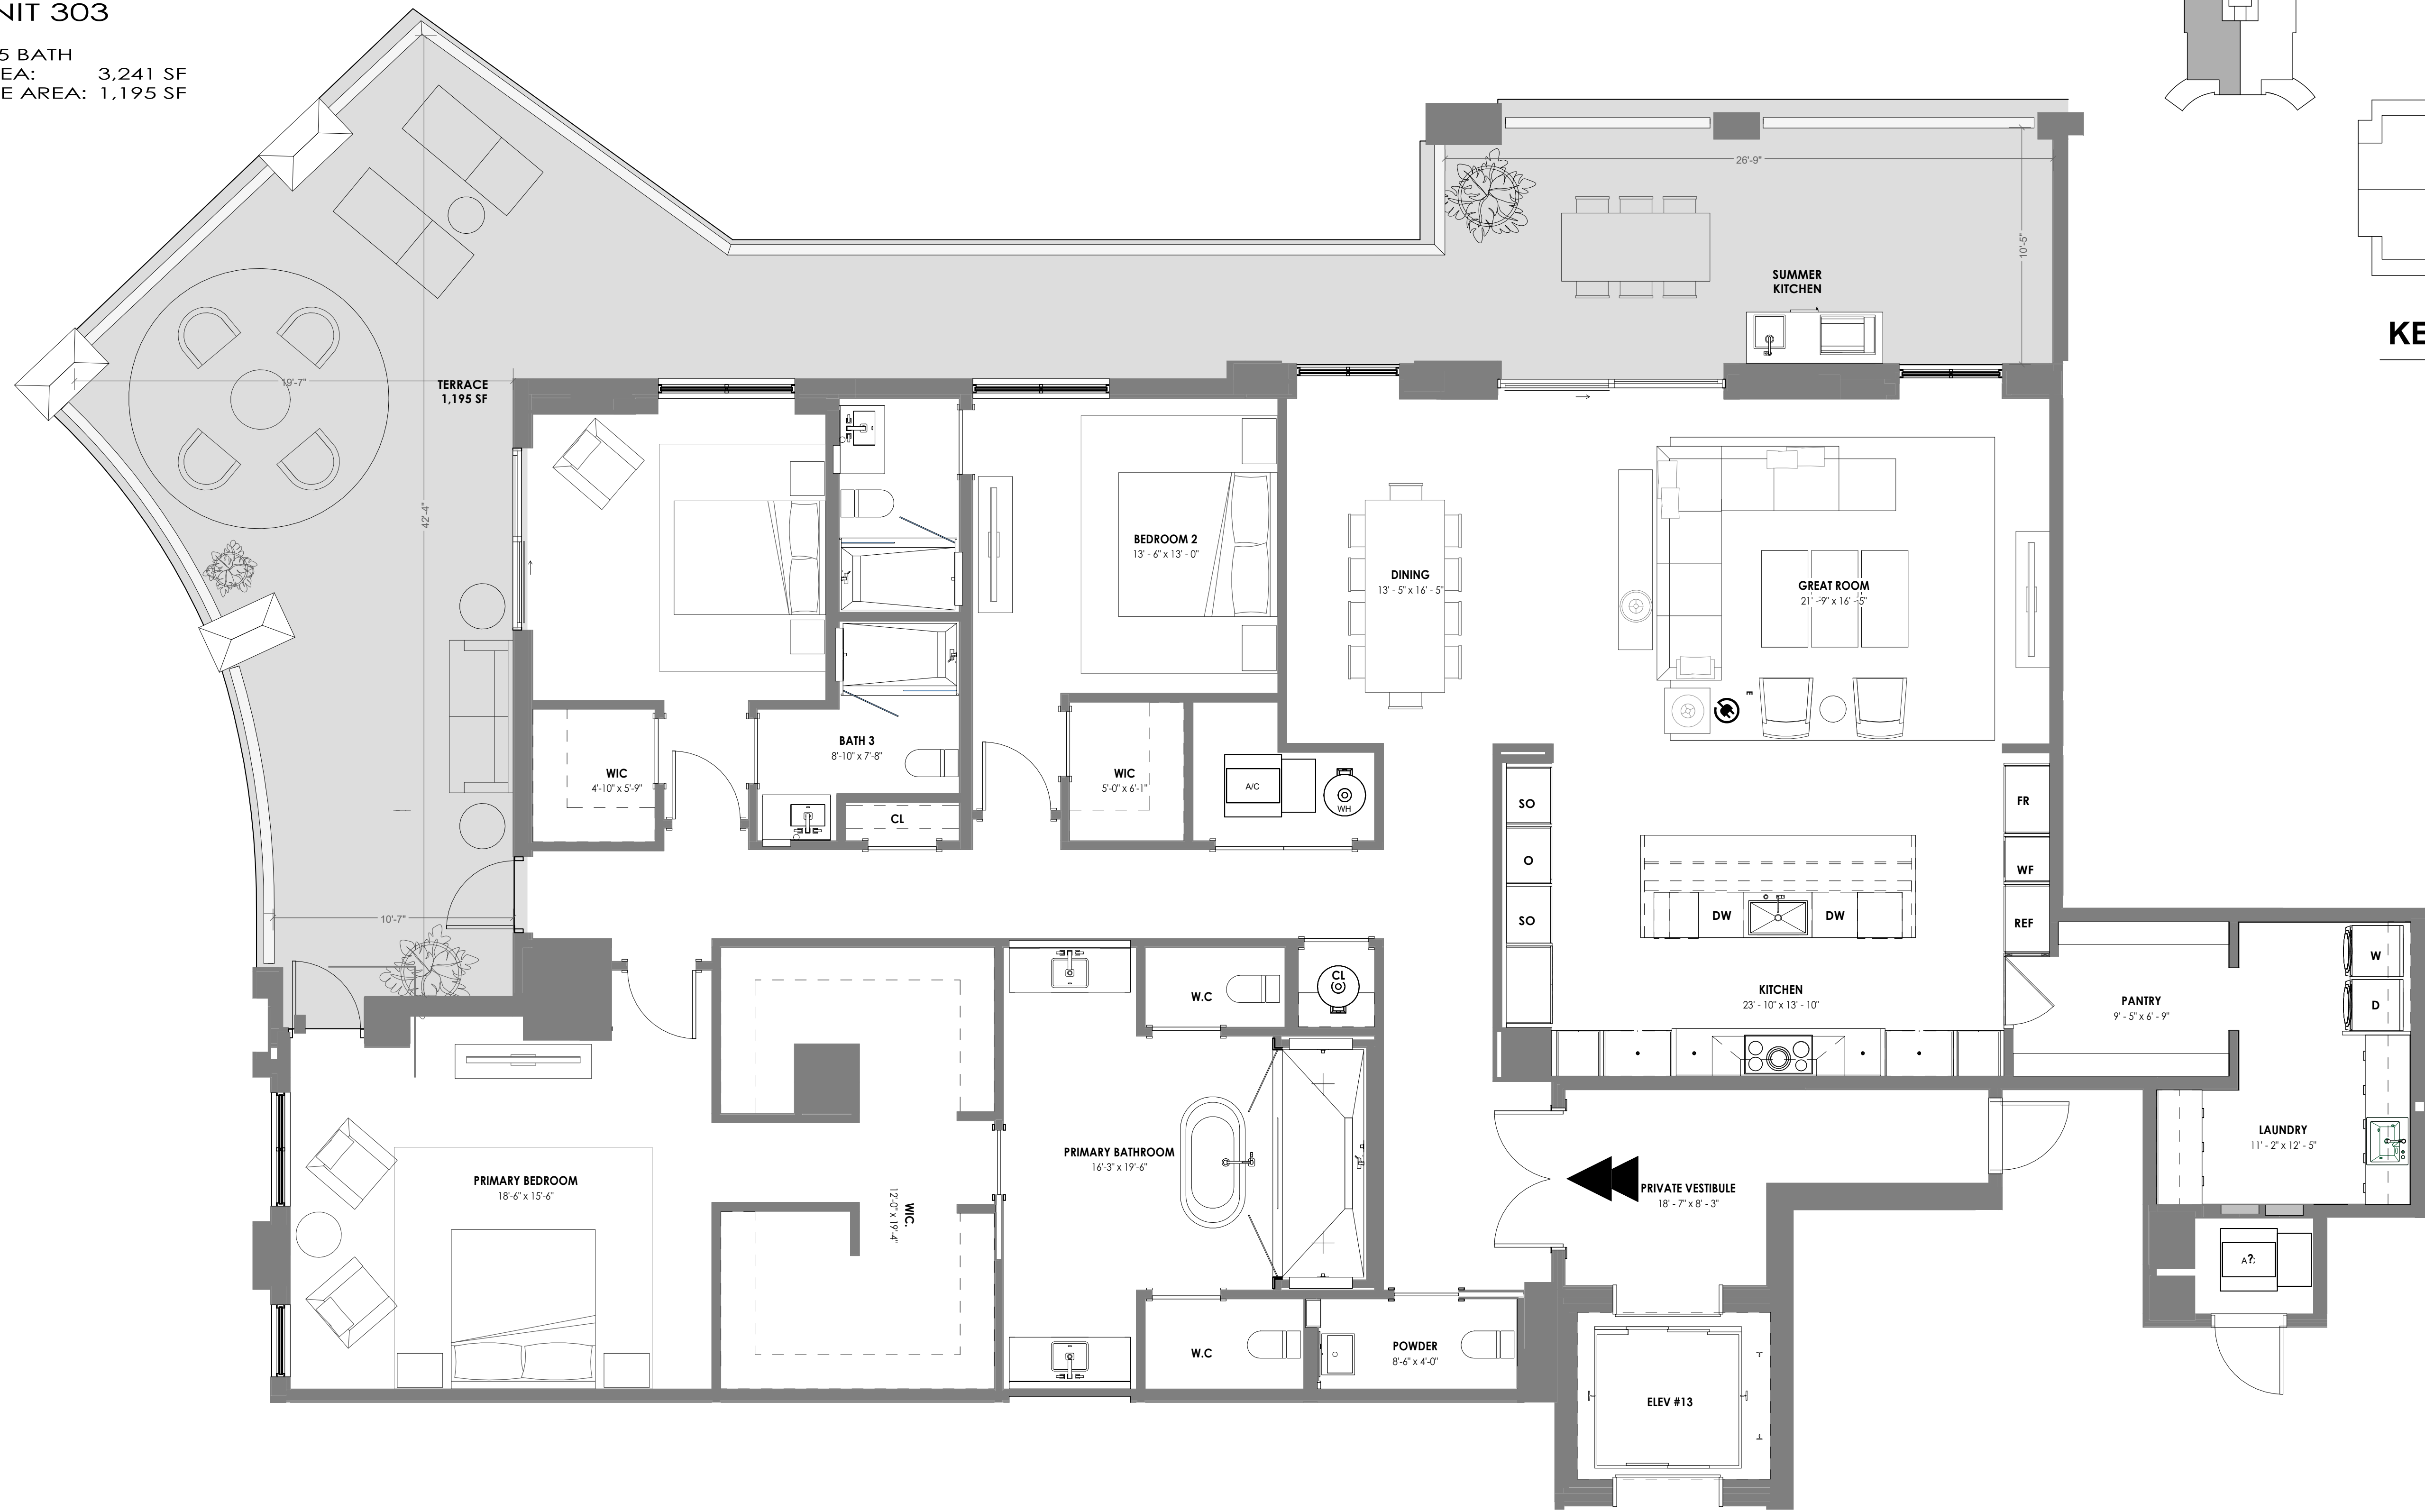 NIT 303
5 BATH
EA: 3,241 SF
E AREA: 1,195 SF
KE
26'-9"
10'-5"
SUMMER
KITCHEN
19'-7"
TERRACE
1,195 SF
42'-4"
10'-7"
BEDROOM 2
13' - 6" x 13' - 0"
DINING
13' - 5" x 16' - 5"
GREAT ROOM
21' - 9" x 16' - 5"
E
BATH 3
8'-10" x 7'-8"
WIC
4'-10" x 5'-9"
CL
WIC
5'-0" x 6'-1"
A/C
WH
SO
O
SO
FR
WF
REF
DW
DW
W.C
CL
KITCHEN
23' - 10" x 13' - 10"
PANTRY
9' - 5" x 6' - 9"
W
D
LAUNDRY
11' - 2" x 12' - 5"
PRIMARY BEDROOM
18'-6" x 15'-6"
WIC.
12'-0" x 19'-4"
PRIMARY BATHROOM
16'-3" x 19'-6"
PRIVATE VESTIBULE
18' - 7" x 8' - 3"
W.C
POWDER
8'-6" x 4'-0"
ELEV #13